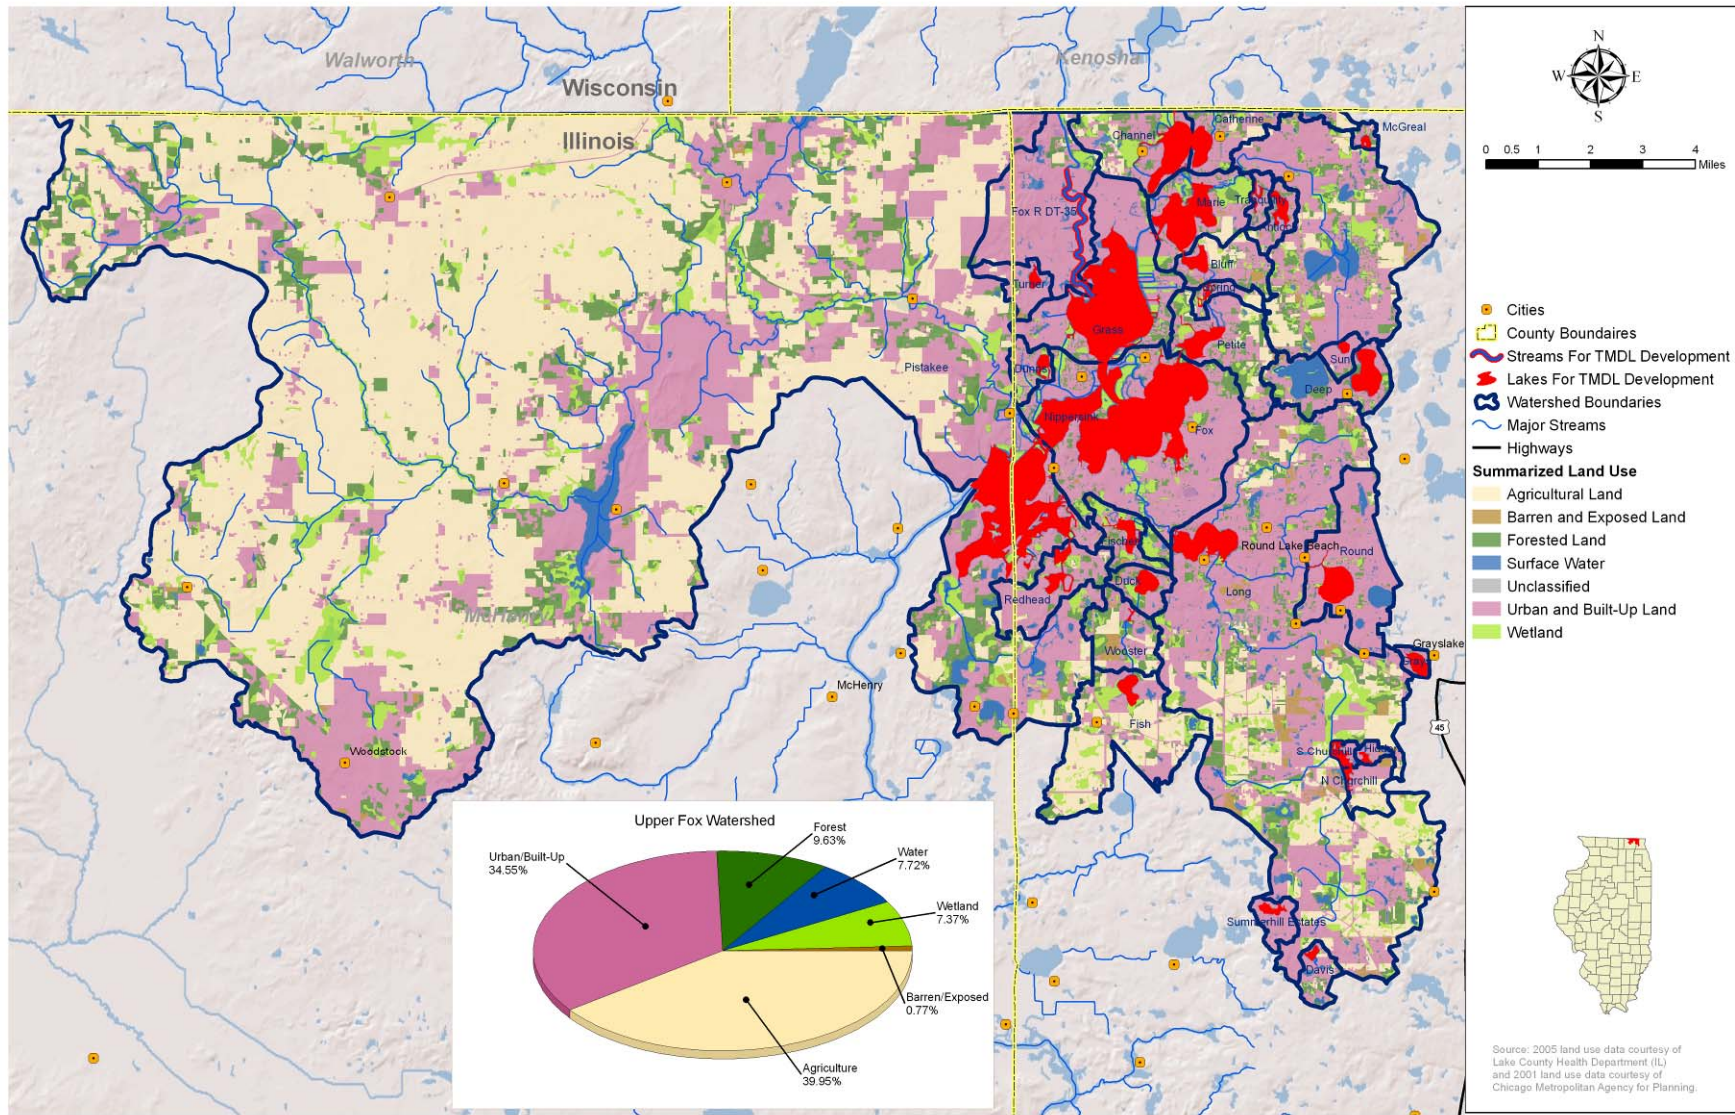 Walworth
Kenosha
Wisconsin
Illinois
Channel
Catherine
McGreal
Fox R DT-35
Marie
Tranquility
Antioch
Turner
Bluff
Spring
Grass
Petite
Pistakee
Dunns
Sun
Deep
Nippersink
Fox
Fischer
Round Lake Beach
Round
Duck
Redhead
Long
McHenry
Wooster
Grayslake
Grays
McHenry
Fish
45
Woodstock
S Churchill
Hidden
N Churchill
Summerhill Estates
Davis
Upper Fox Watershed
Urban/Built-Up
34.55%
Forest
9.63%
Water
7.72%
Wetland
7.37%
Barren/Exposed
0.77%
Agriculture
39.95%
N
W
E
S
0 0.5 1 2 3 4
Miles
Cities
County Boundaires
Streams For TMDL Development
Lakes For TMDL Development
Watershed Boundaries
Major Streams
Highways
Summarized Land Use
Agricultural Land
Barren and Exposed Land
Forested Land
Surface Water
Unclassified
Urban and Built-Up Land
Wetland
Source: 2005 land use data courtesy of
Lake County Health Department (IL)
and 2001 land use data courtesy of
Chicago Metropolitan Agency for Planning.